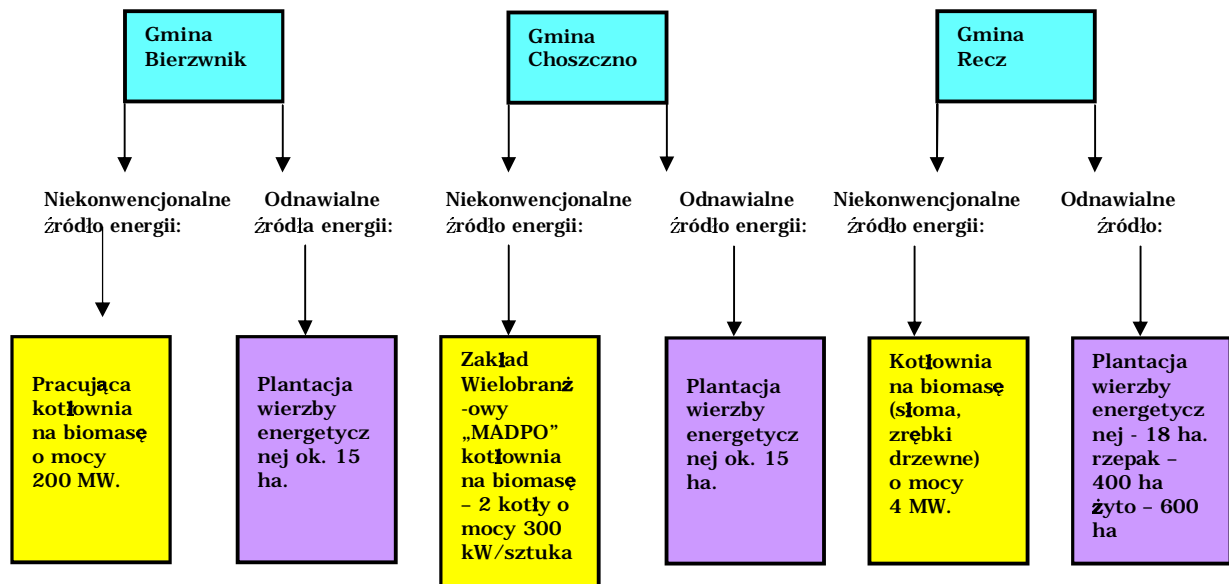 Gmina
Bierzwnik
Gmina
Choszczno
Gmina
Recz
Niekonwencjonalne
źródło energii:
Odnawialne
źródła energii:
Niekonwencjonalne
źródło energii:
Odnawialne
źródło energii:
Niekonwencjonalne
źródło energii:
Odnawialne
źródło:
Pracująca
kotłownia
na biomasę
o mocy
200 MW.
Plantacja
wierzby
energetycz
nej ok. 15
ha.
Zakład
Wielobranż
-owy
„MADPO”
kotłownia
na biomasę
– 2 kotły o
mocy 300
kW/sztuka
Plantacja
wierzby
energetycz
nej ok. 15
ha.
Kotłownia
na biomasę
(słoma,
zrębki
drzewne)
o mocy
4 MW.
Plantacja
wierzby
energetycz
nej - 18 ha.
rzepak –
400 ha
żyto – 600
ha